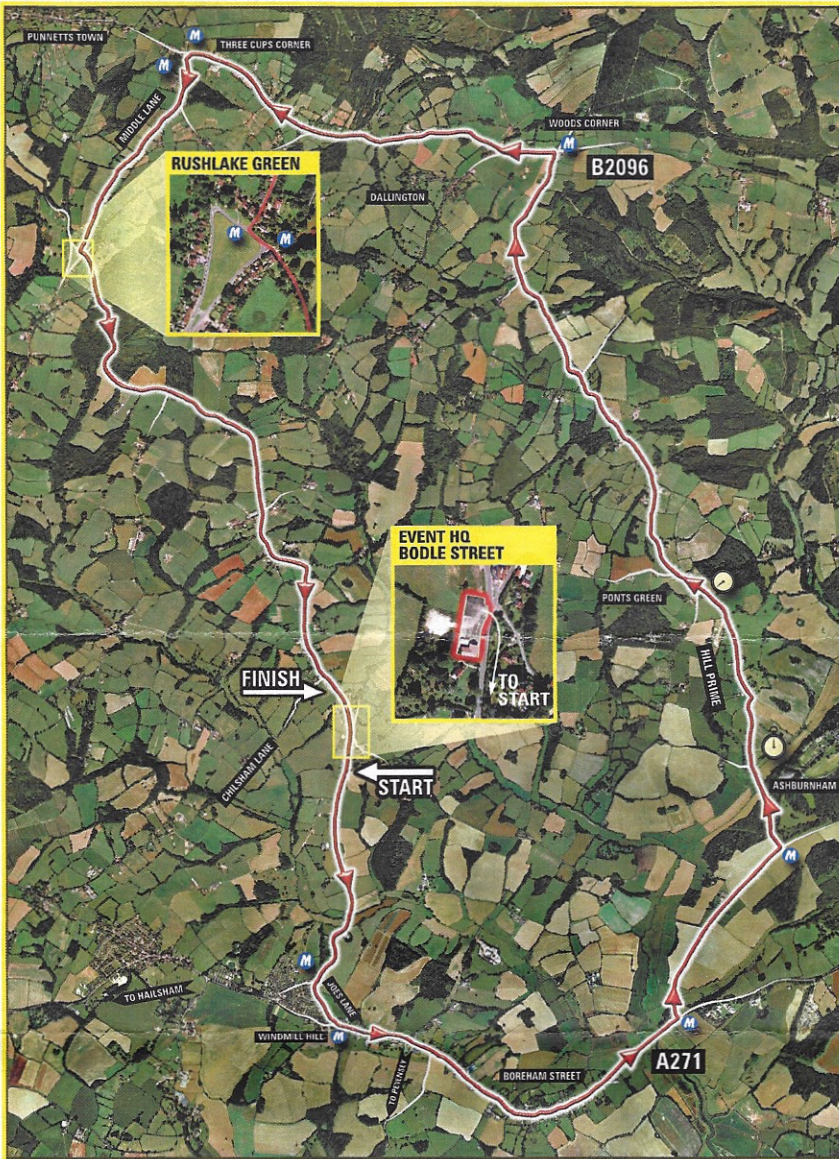 PUNNETTS TOWN
M
THREE CUPS CORNER
M
MIDDLE LANE
WOODS CORNER
M
B2096
RUSHLAKE GREEN
M
M
DALLINGTON
EVENT HQ
BODLE STREET
TO
START
PONTS GREEN
HILL PRIME
FINISH
CHILSHAM LANE
START
ASHBURNHAM
M
M
JOES LANE
TO HAILSHAM
WINDMILL HILL
M
TO PEVENSEY
BOREHAM STREET
M
A271